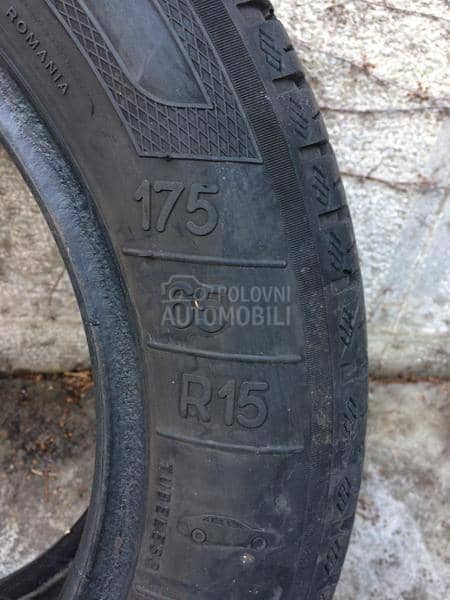 ROMANIA
175
POLOVNI
AUTOMOBILI
R15
TUBELESS